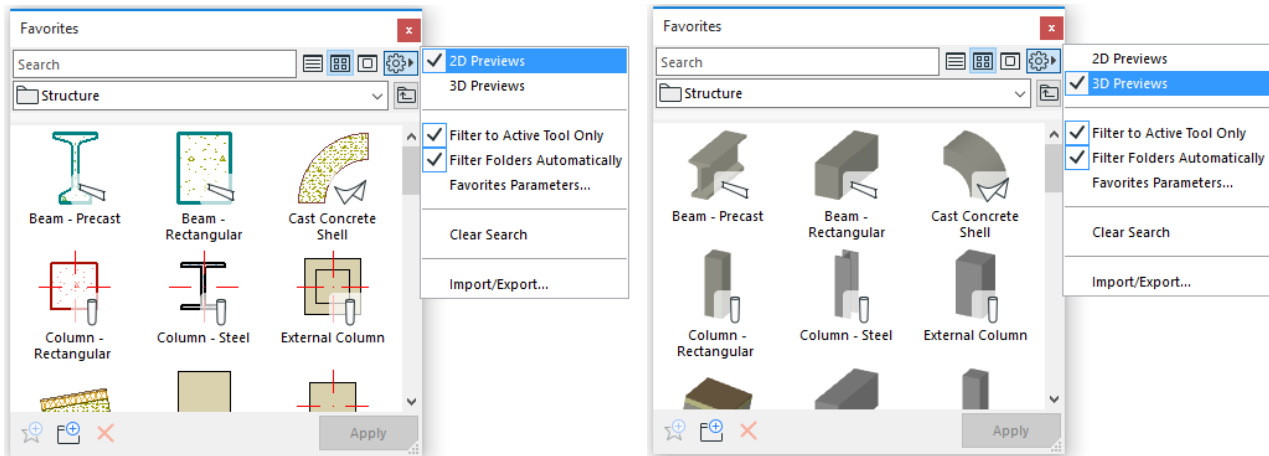 Favorites
Search
Structure
Beam - Precast
Beam -
Rectangular
Cast Concrete
Shell
Column -
Rectangular
Column - Steel
External Column
Apply
2D Previews
3D Previews
Filter to Active Tool Only
Filter Folders Automatically
Favorites Parameters...
Clear Search
Import/Export...
Favorites
Search
Structure
Beam - Precast
Beam -
Rectangular
Cast Concrete
Shell
Column -
Rectangular
Column - Steel
External Column
Apply
2D Previews
3D Previews
Filter to Active Tool Only
Filter Folders Automatically
Favorites Parameters...
Clear Search
Import/Export...